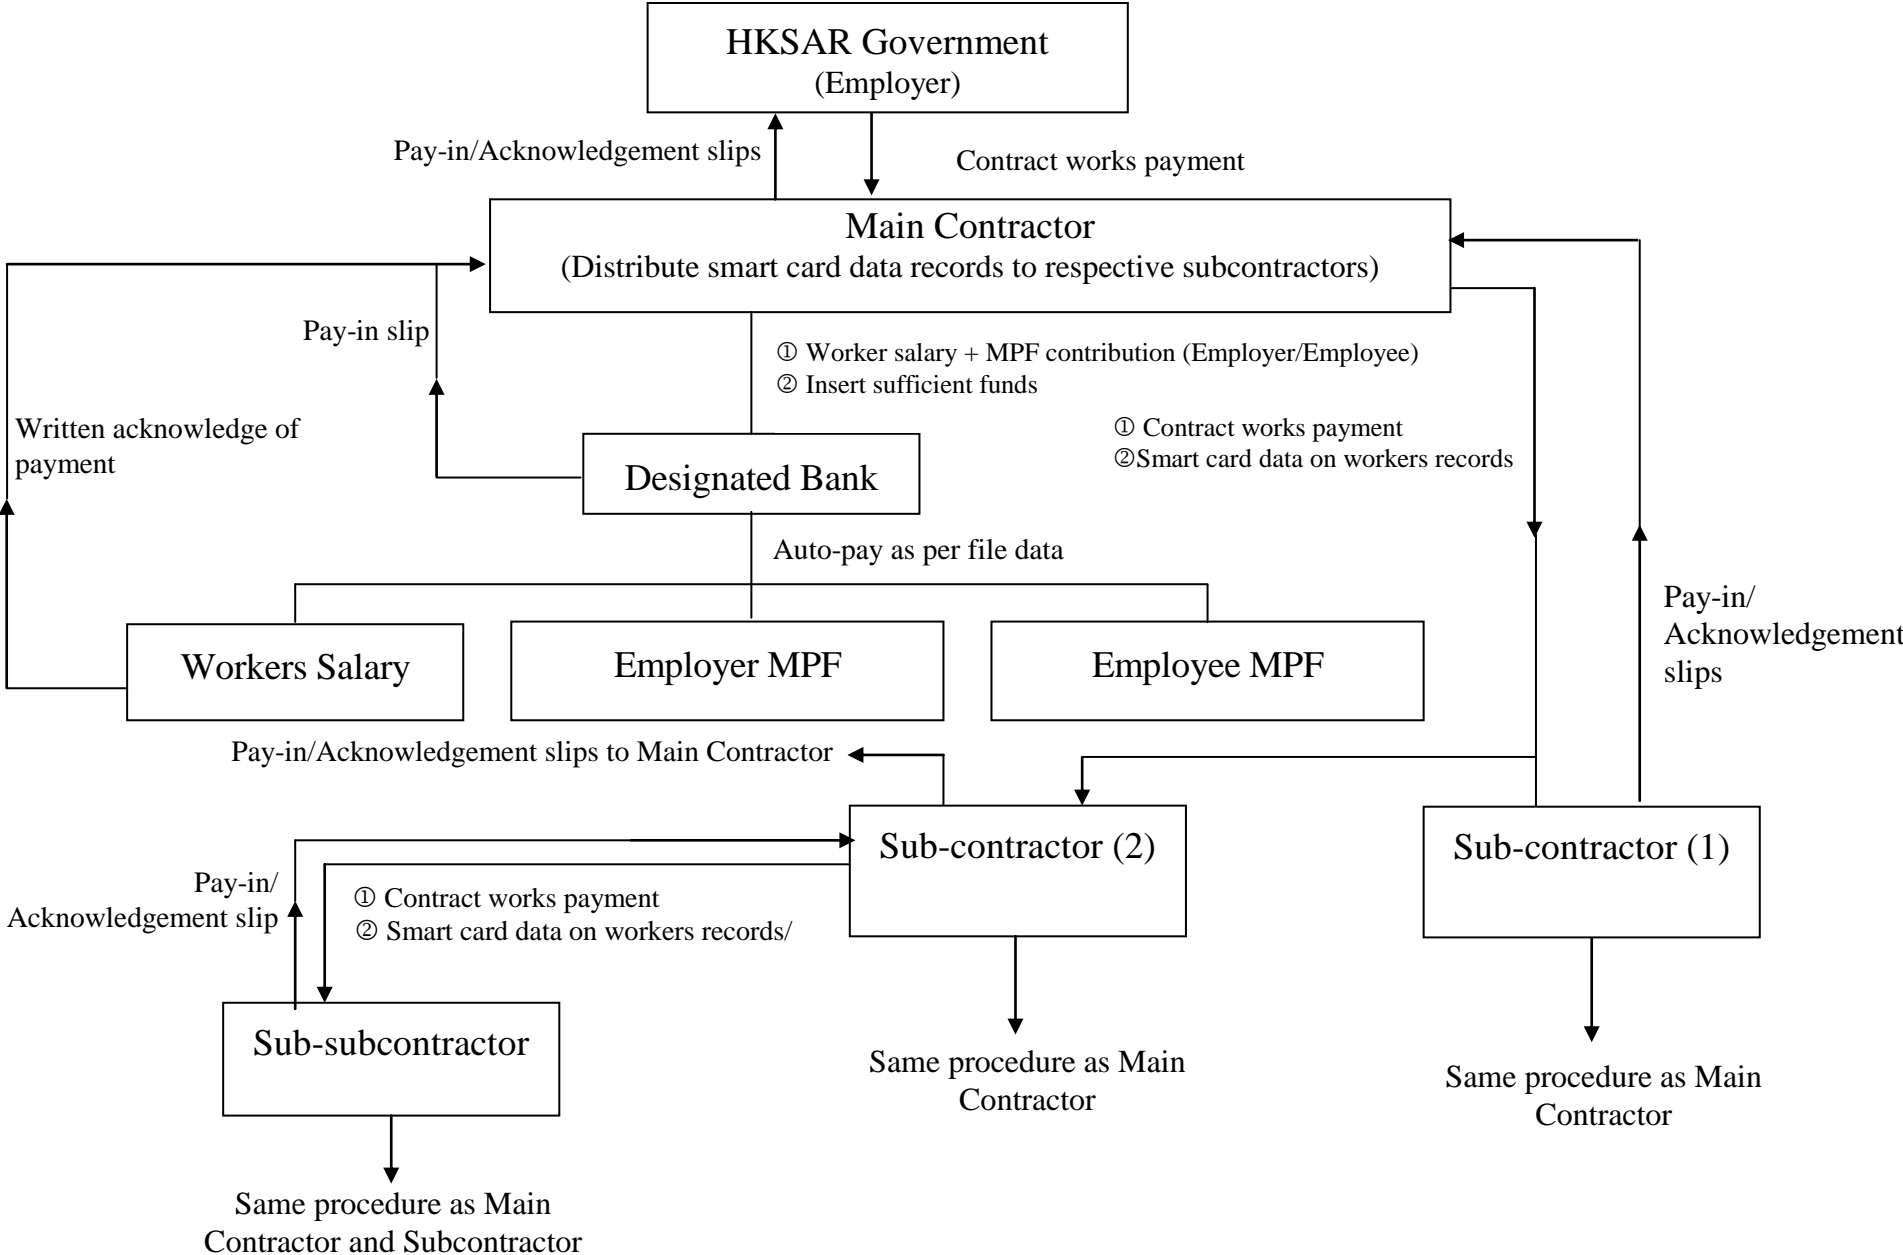 HKSAR Government
(Employer)
Pay-in/Acknowledgement slips
Contract works payment
Main Contractor
(Distribute smart card data records to respective subcontractors)
Pay-in slip
① Worker salary + MPF contribution (Employer/Employee)
② Insert sufficient funds
Written acknowledge of
payment
① Contract works payment
②Smart card data on workers records
Designated Bank
Auto-pay as per file data
Pay-in/
Acknowledgement
slips
Workers Salary
Employer MPF
Employee MPF
Pay-in/Acknowledgement slips to Main Contractor
Sub-contractor (2)
Sub-contractor (1)
Pay-in/
Acknowledgement slip
① Contract works payment
② Smart card data on workers records/
Sub-subcontractor
Same procedure as Main
Contractor
Same procedure as Main
Contractor
Same procedure as Main
Contractor and Subcontractor